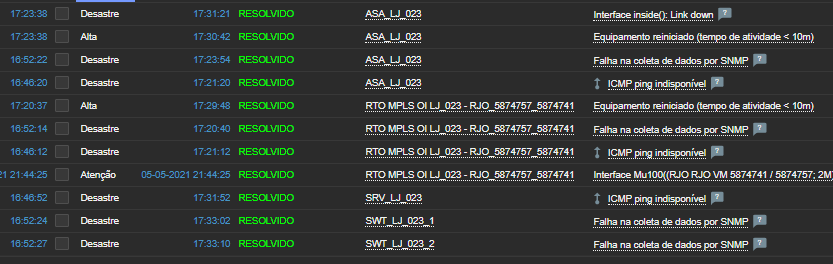 17:23:38 Desastre 17:31:21 RESOLVIDO ASA_LJ_023 Interface inside(): Link down ?
17:23:38 Alta 17:30:42 RESOLVIDO ASA_LJ_023 Equipamento reiniciado (tempo de atividade < 10m)
16:52:22 Desastre 17:23:54 RESOLVIDO ASA_LJ_023 Falha na coleta de dados por SNMP ?
16:46:20 Desastre 17:21:20 RESOLVIDO ASA_LJ_023 ICMP ping indisponível ?
17:20:37 Alta 17:29:48 RESOLVIDO RTO MPLS OI LJ_023 - RJO_5874757_5874741 Equipamento reiniciado (tempo de atividade < 10m)
16:52:14 Desastre 17:20:40 RESOLVIDO RTO MPLS OI LJ_023 - RJO_5874757_5874741 Falha na coleta de dados por SNMP ?
16:46:12 Desastre 17:21:12 RESOLVIDO RTO MPLS OI LJ_023 - RJO_5874757_5874741 ICMP ping indisponível ?
21 21:44:25 Atenção 05-05-2021 21:44:25 RESOLVIDO RTO MPLS OI LJ_023 - RJO_5874757_5874741 Interface Mu100((RJO RJO VM 5874741 / 5874757; 2M
16:46:52 Desastre 17:31:52 RESOLVIDO SRV_LJ_023 ICMP ping indisponível ?
16:52:24 Desastre 17:33:02 RESOLVIDO SWT_LJ_023_1 Falha na coleta de dados por SNMP ?
16:52:27 Desastre 17:33:10 RESOLVIDO SWT_LJ_023_2 Falha na coleta de dados por SNMP ?